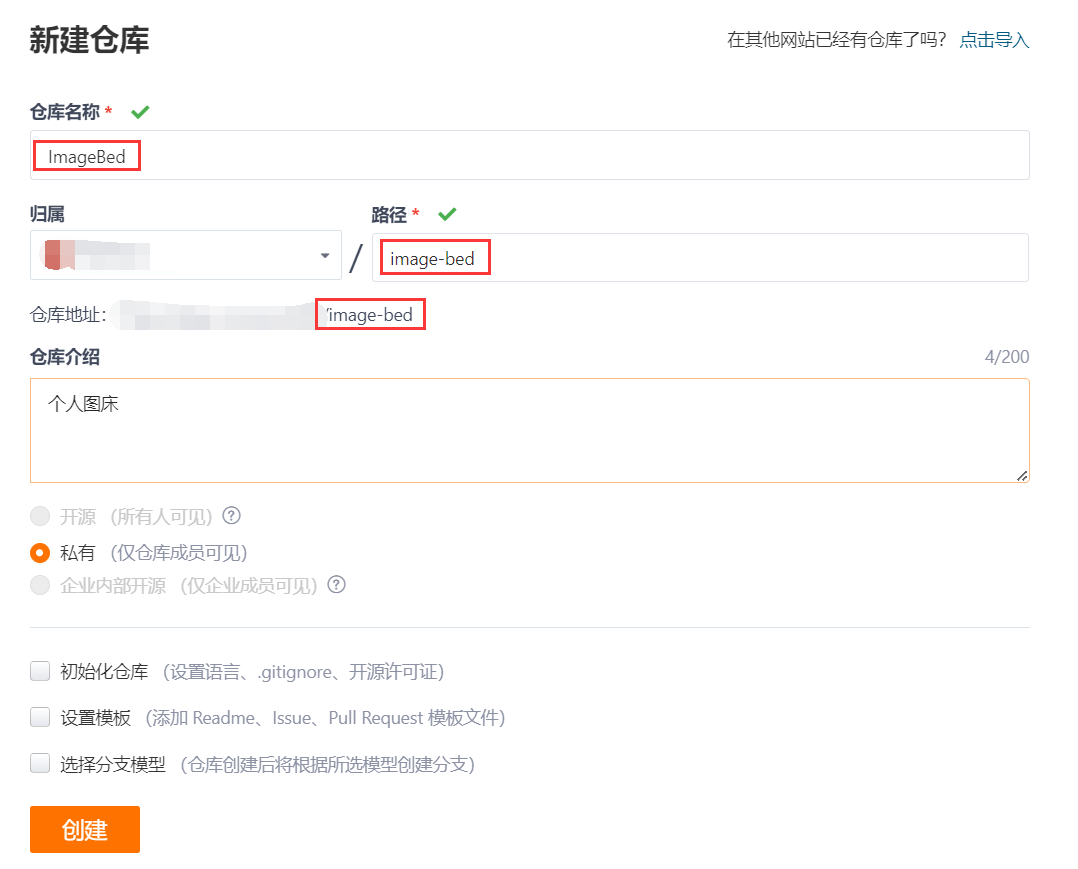 新建仓库
在其他网站已经有仓库了吗? 点击导入
仓库名称 *
ImageBed
归属
路径 *
/
image-bed
仓库地址: /image-bed
仓库介绍
4/200
个人图床
开源 (所有人可见) ?
私有 (仅仓库成员可见)
企业内部开源 (仅企业成员可见) ?
初始化仓库 (设置语言、.gitignore、开源许可证)
设置模板 (添加 Readme、Issue、Pull Request 模板文件)
选择分支模型 (仓库创建后将根据所选模型创建分支)
创建